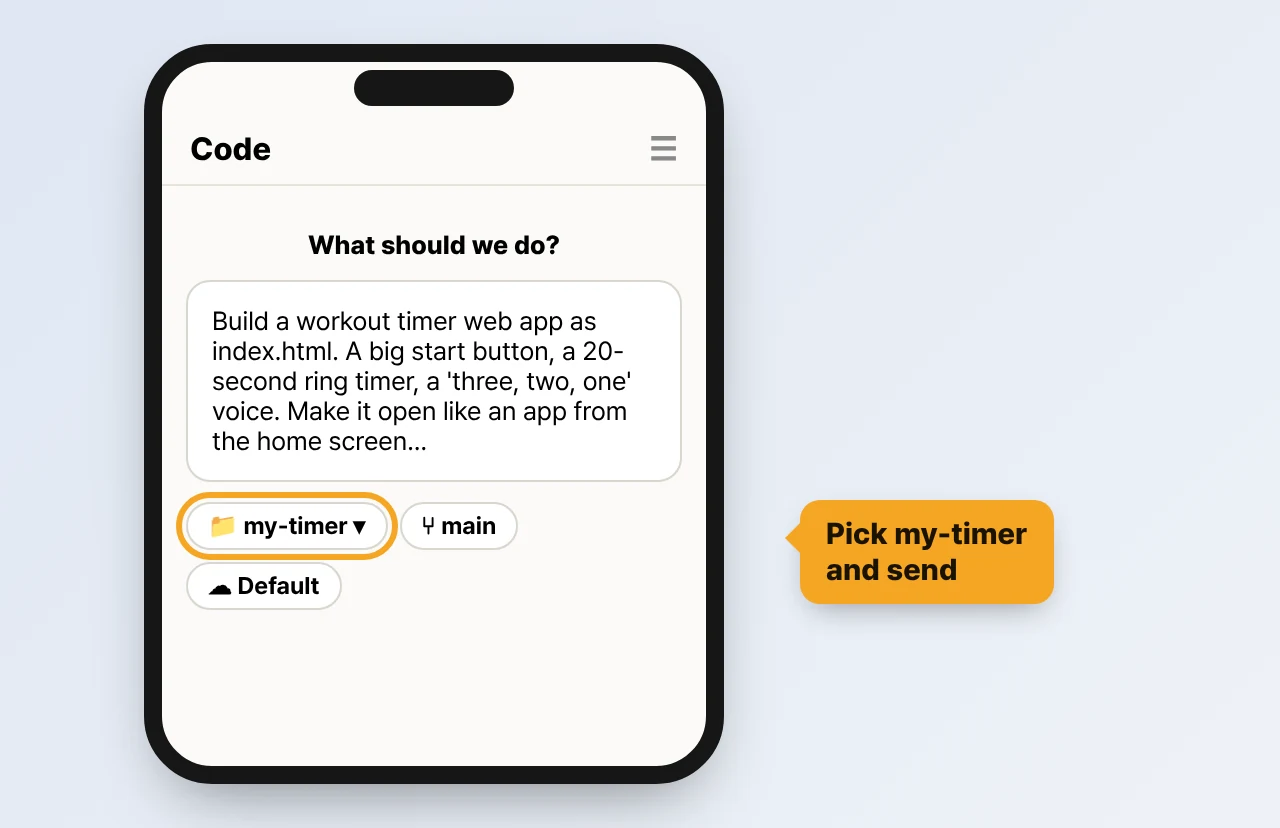 Code
What should we do?
Build a workout timer web app as
index.html. A big start button, a 20-
second ring timer, a 'three, two, one'
voice. Make it open like an app from
the home screen...
my-timer ▾
main
Default
Pick my-timer
and send